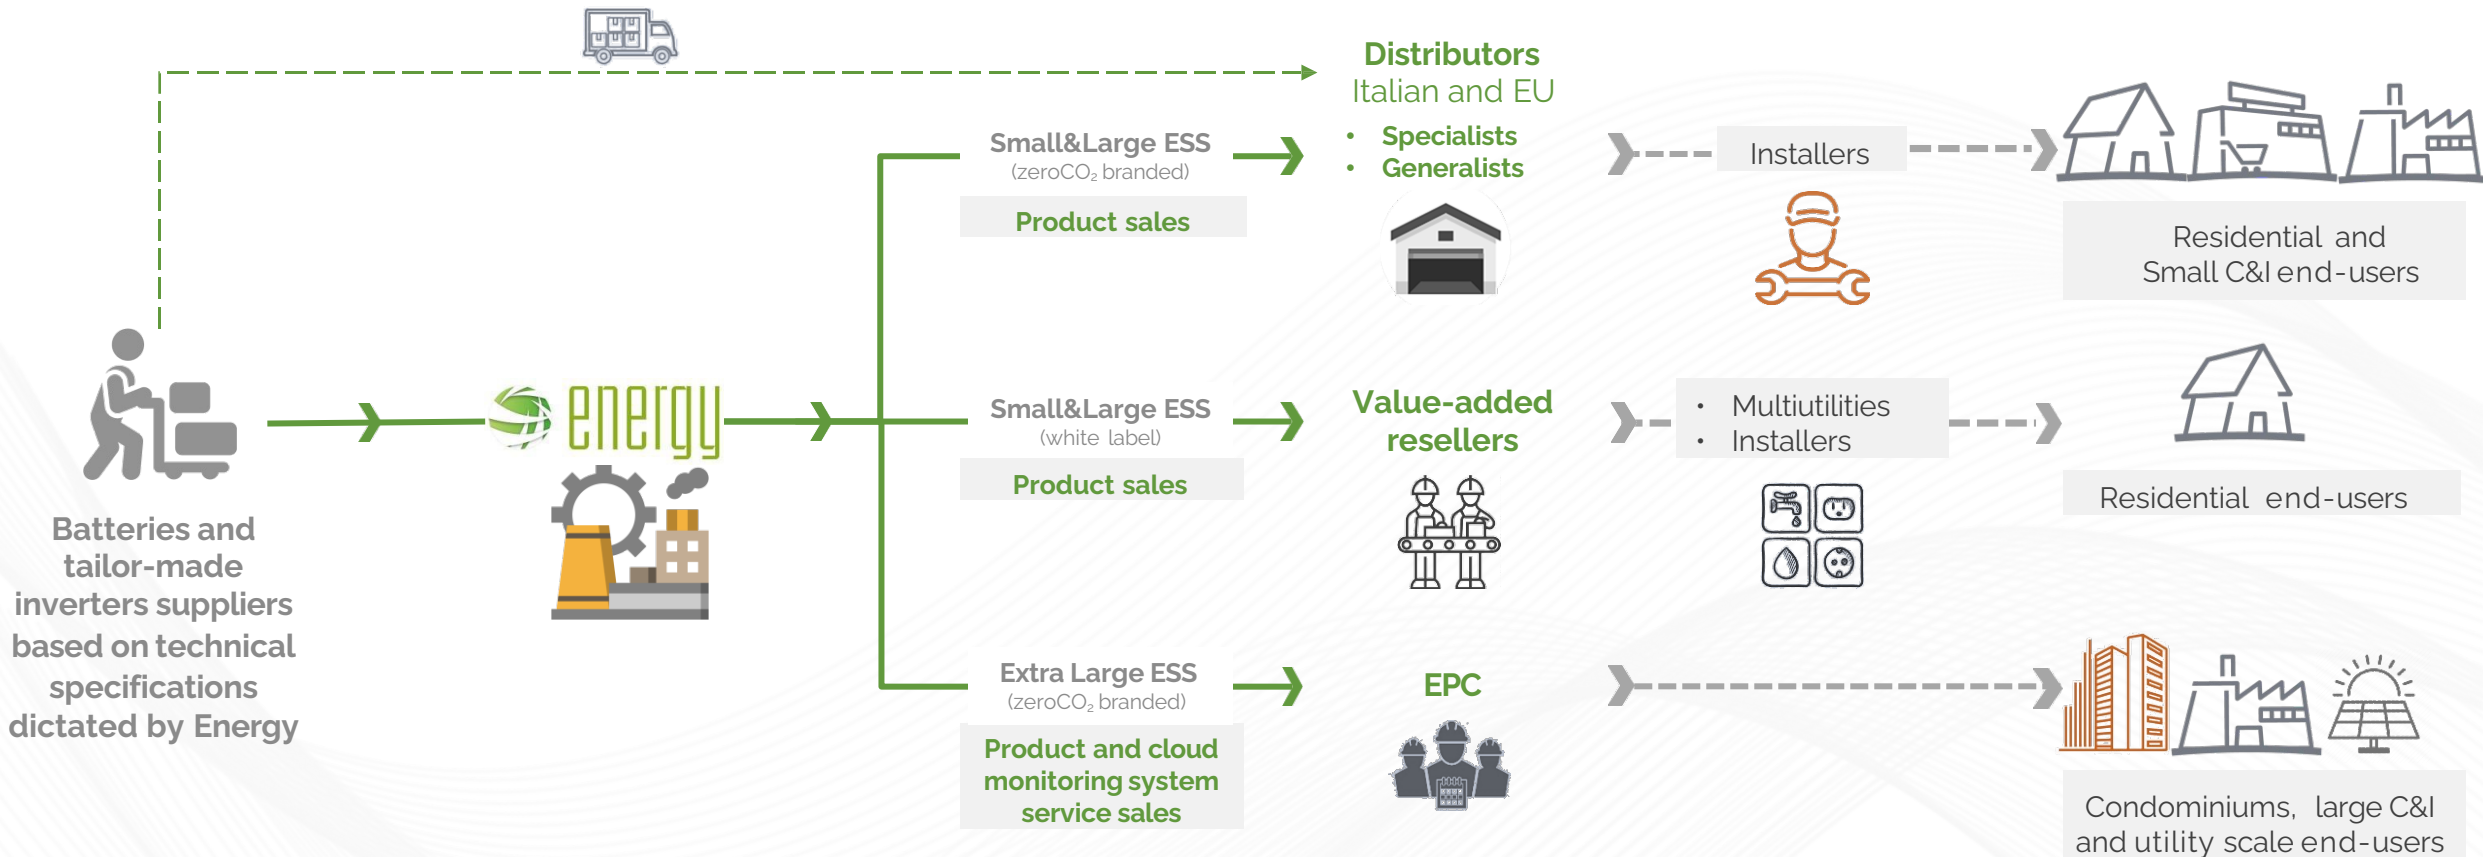 Distributors
Italian and EU
• Specialists
• Generalists
Small&Large ESS
(zeroCO₂ branded)
Product sales
Installers
Residential and
Small C&I end-users
energy
Batteries and
tailor-made
inverters suppliers
based on technical
specifications
dictated by Energy
Small&Large ESS
(white label)
Product sales
Value-added
resellers
• Multiutilities
• Installers
Residential end-users
Extra Large ESS
(zeroCO₂ branded)
Product and cloud
monitoring system
service sales
EPC
Condominiums, large C&I
and utility scale end-users